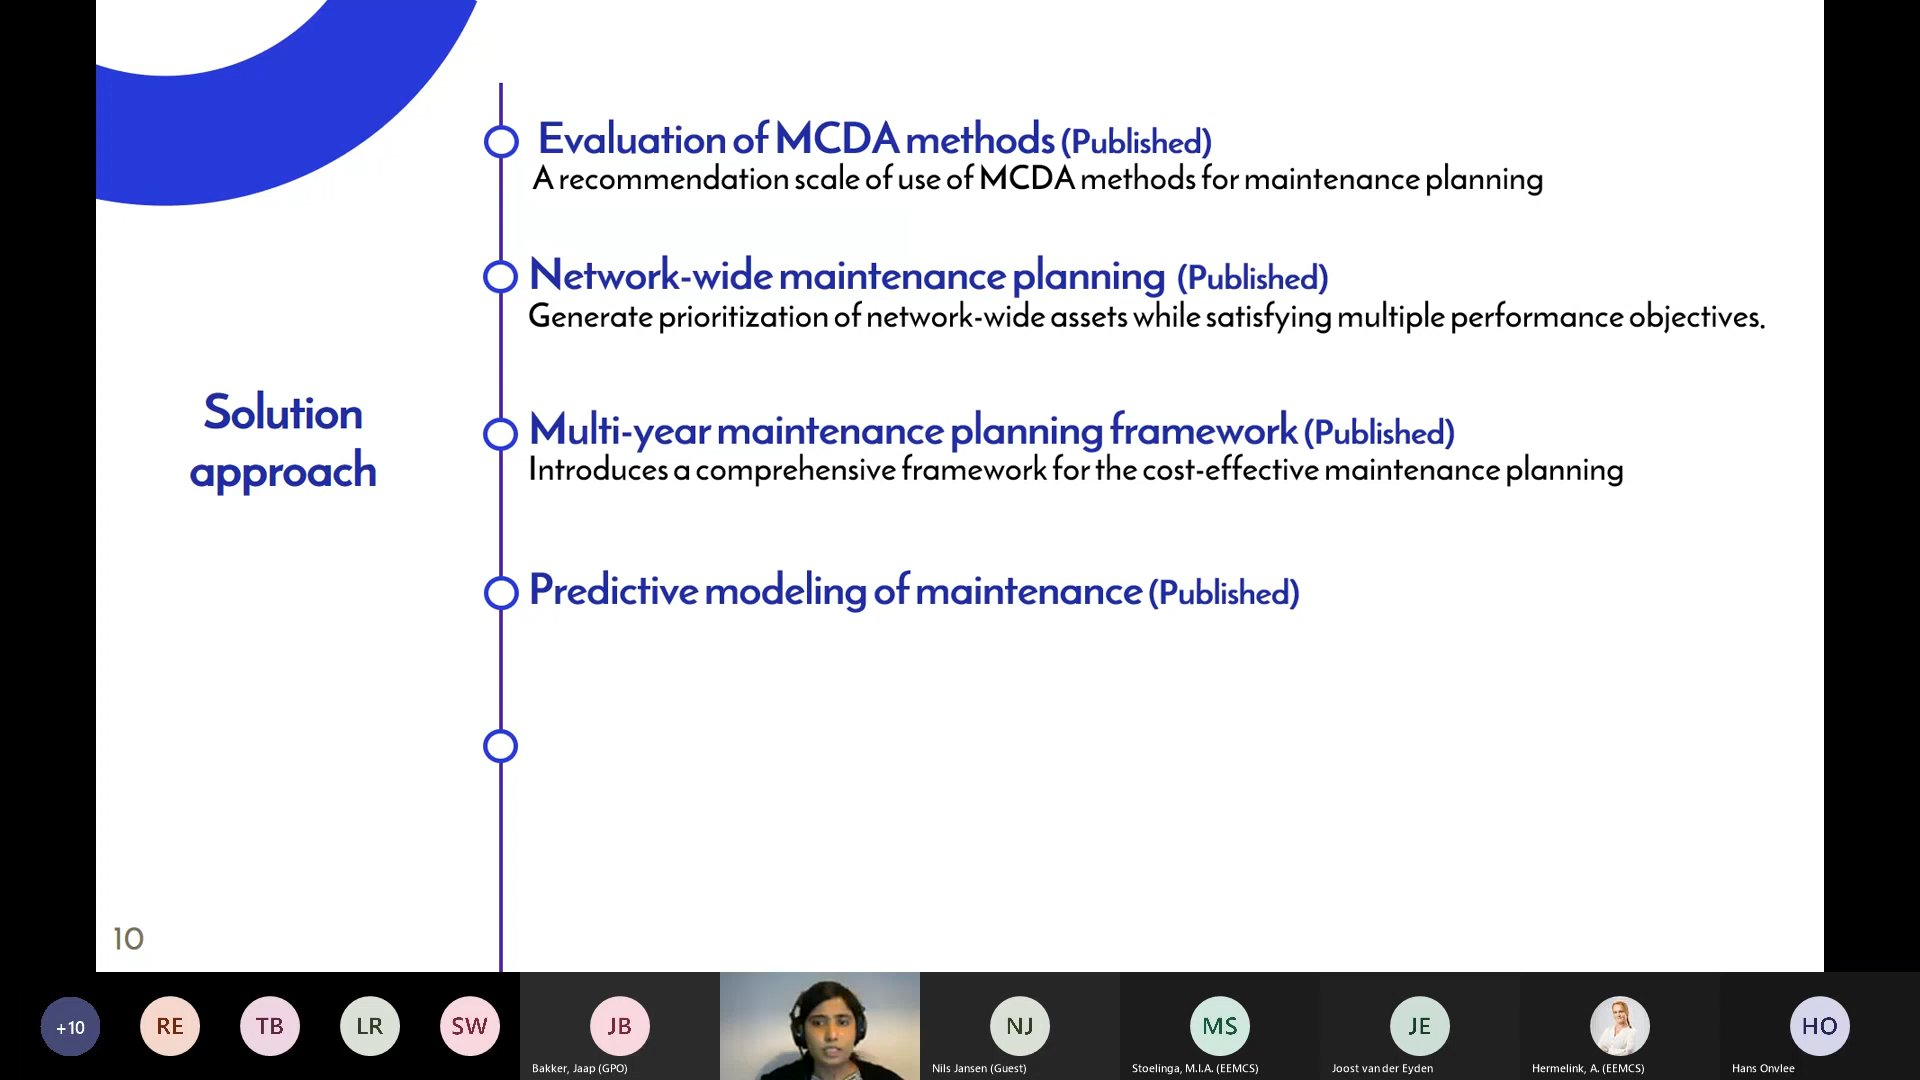 Evaluation of MCDA methods (Published)
A recommendation scale of use of MCDA methods for maintenance planning
Network-wide maintenance planning (Published)
Generate prioritization of network-wide assets while satisfying multiple performance objectives.
Solution
approach
Multi-year maintenance planning framework (Published)
Introduces a comprehensive framework for the cost-effective maintenance planning
Predictive modeling of maintenance (Published)
10
+10
RE
TB
LR
SW
JB
NJ
MS
JE
HO
Bakker, Jaap (GPO)
Nils Jansen (Guest)
Stoelinga, M.I.A. (EEMCS)
Joost van der Eyden
Hermelink, A. (EEMCS)
Hans Onvlee